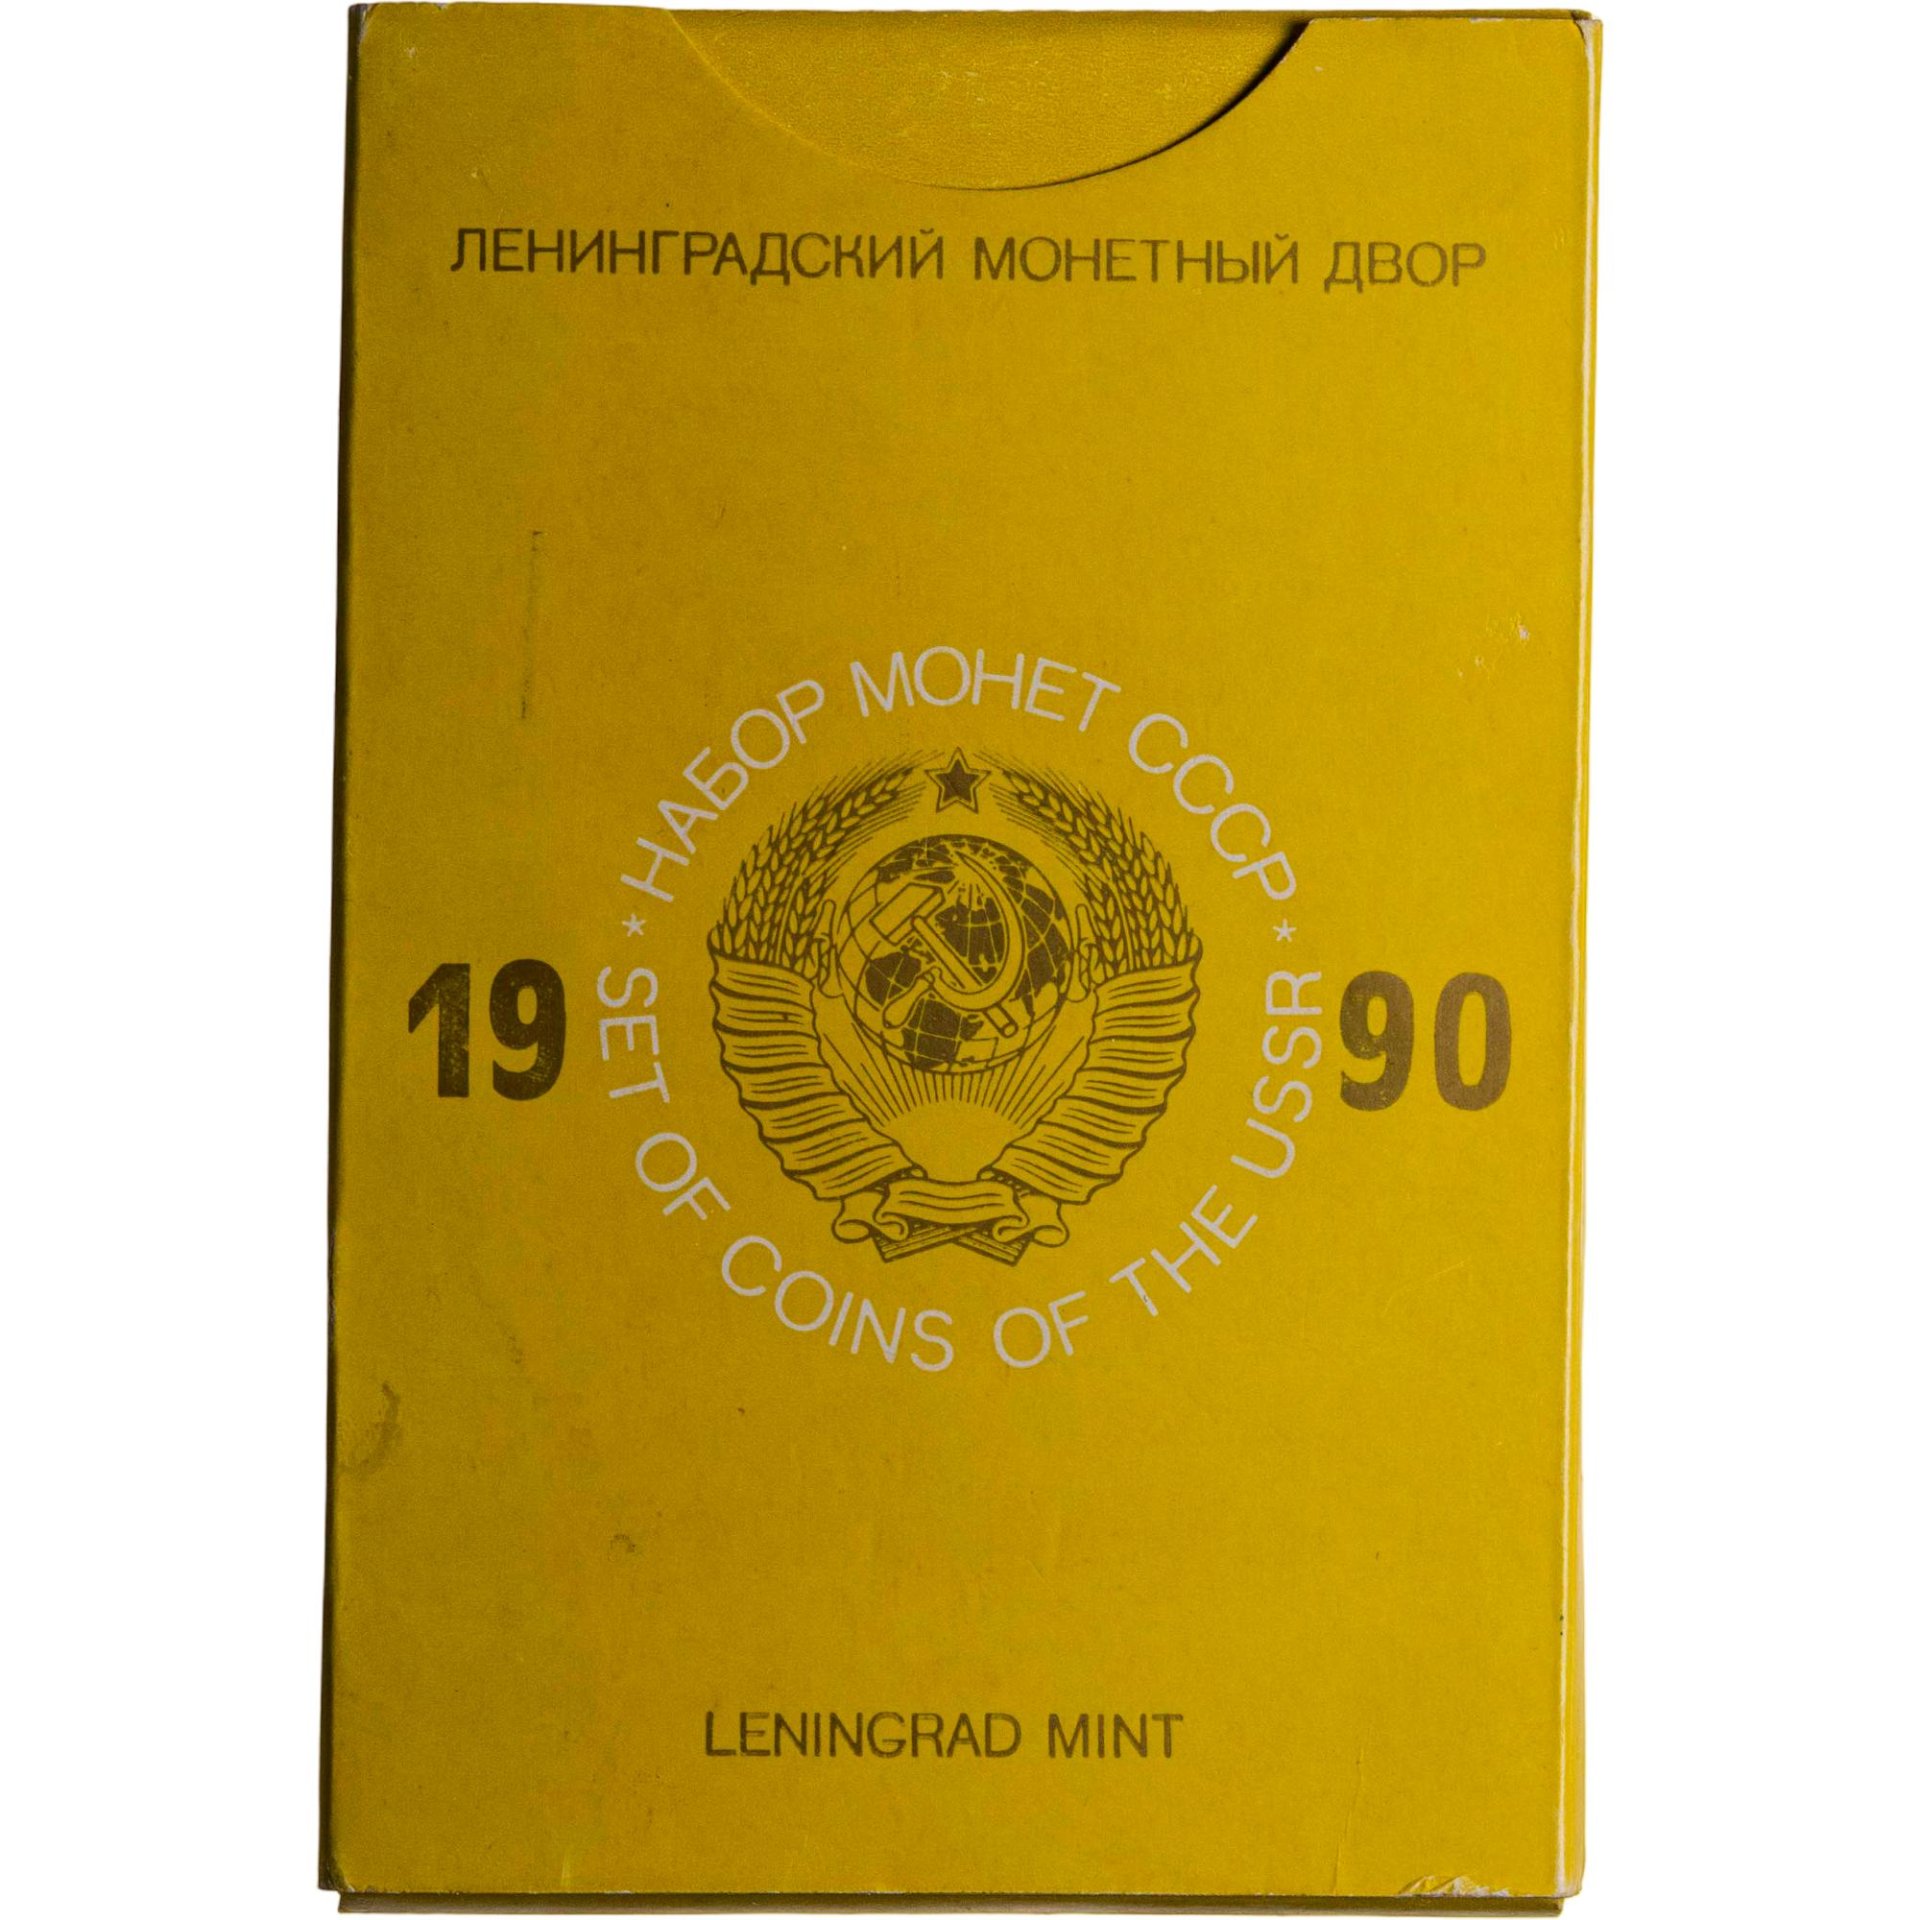 ЛЕНИНГРАДСКИЙ МОНЕТНЫЙ ДВОР
* НАБОР МОНЕТ СССР *
19 90
SET OF COINS OF THE USSR
LENINGRAD MINT